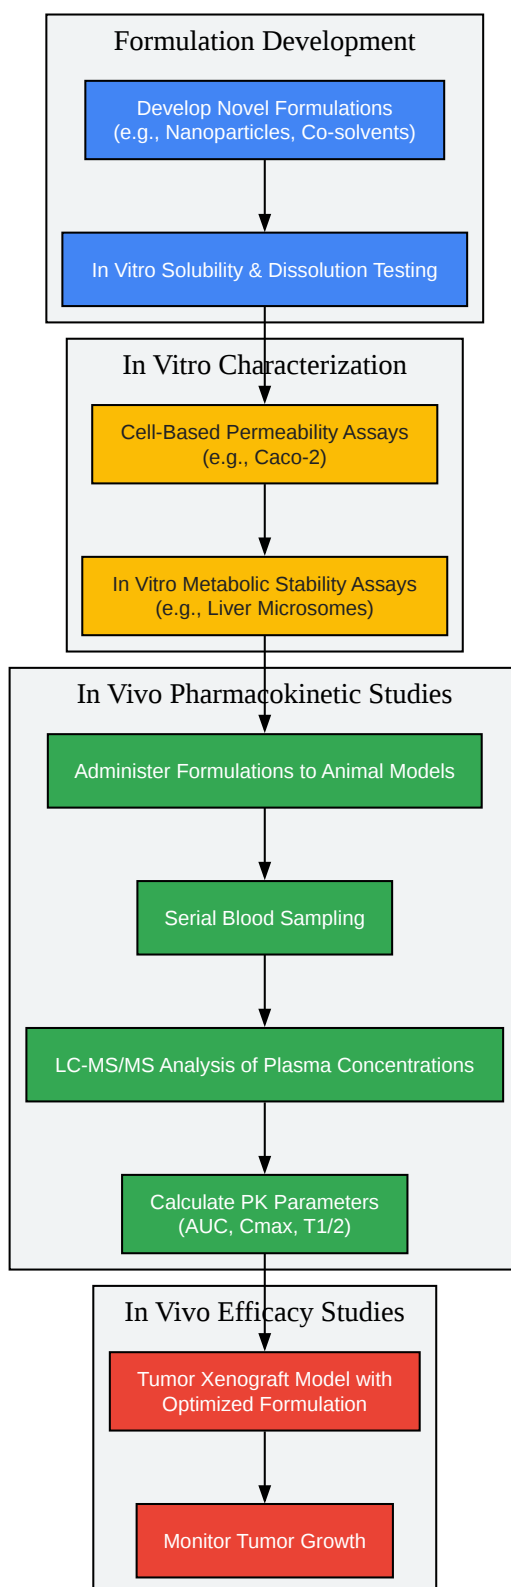 Formulation Development
Develop Novel Formulations
(e.g., Nanoparticles, Co-solvents)
In Vitro Solubility & Dissolution Testing
In Vitro Characterization
Cell-Based Permeability Assays
(e.g., Caco-2)
In Vitro Metabolic Stability Assays
(e.g., Liver Microsomes)
In Vivo Pharmacokinetic Studies
Administer Formulations to Animal Models
Serial Blood Sampling
LC-MS/MS Analysis of Plasma Concentrations
Calculate PK Parameters
(AUC, Cmax, T1/2)
In Vivo Efficacy Studies
Tumor Xenograft Model with
Optimized Formulation
Monitor Tumor Growth